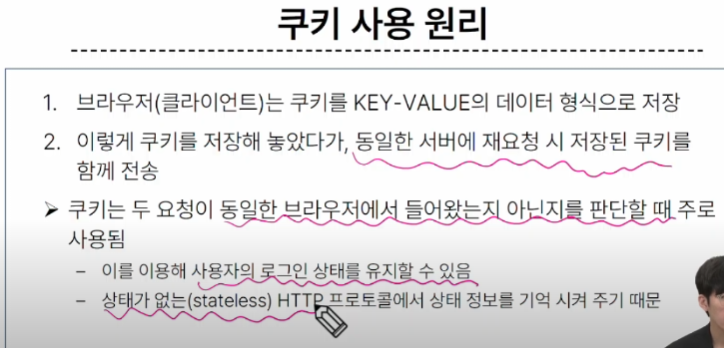 쿠키 사용 원리
1. 브라우저(클라이언트)는 쿠키를 KEY-VALUE의 데이터 형식으로 저장
2. 이렇게 쿠키를 저장해 놓았다가, 동일한 서버에 재요청 시 저장된 쿠키를
함께 전송
➢ 쿠키는 두 요청이 동일한 브라우저에서 들어왔는지 아닌지를 판단할 때 주로
사용됨
– 이를 이용해 사용자의 로그인 상태를 유지할 수 있음
– 상태가 없는(stateless) HTTP 프로토콜에서 상태 정보를 기억 시켜 주기 때문